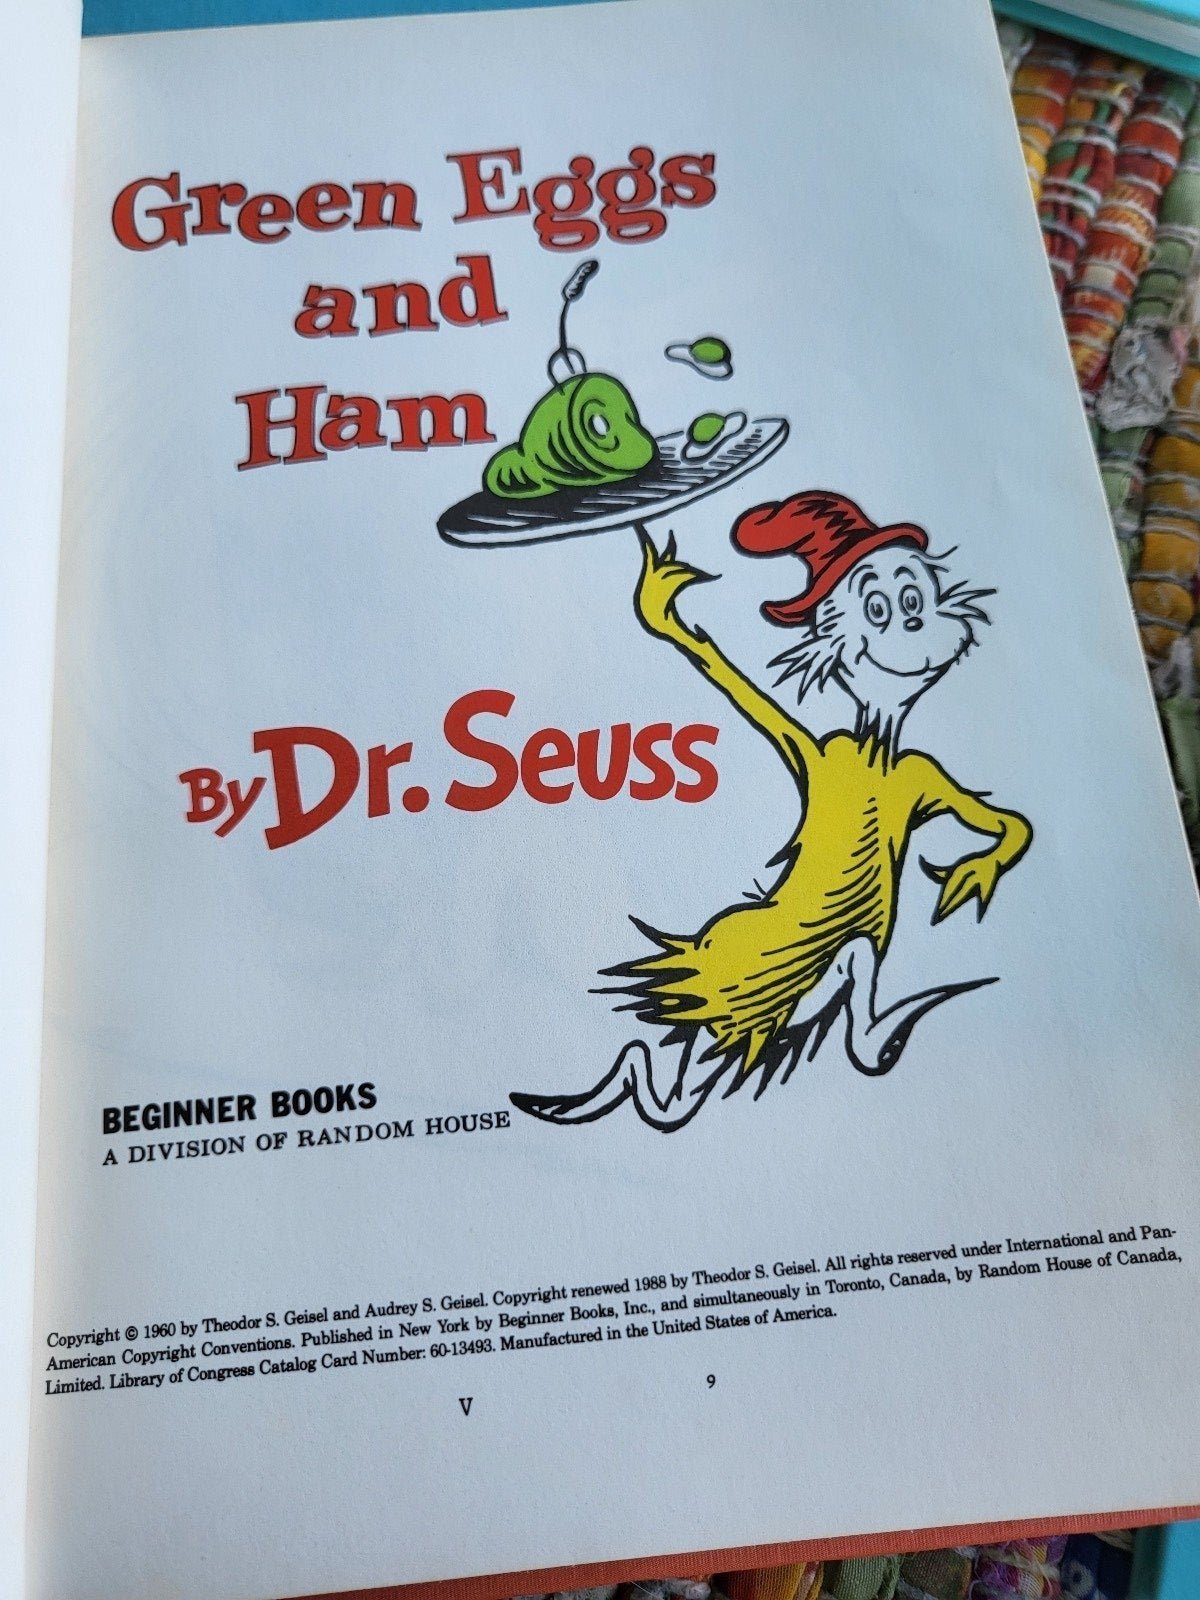 Green Eggs
and
Ham
By Dr. Seuss
BEGINNER BOOKS
A DIVISION OF RANDOM HOUSE
Copyright © 1960 by Theodor S. Geisel and Audrey S. Geisel. Copyright renewed 1988 by Theodor S. Geisel. All rights reserved under International and Pan-
American Copyright Conventions. Published in New York by Beginner Books, Inc., and simultaneously in Toronto, Canada, by Random House of Canada,
Limited. Library of Congress Catalog Card Number: 60-13493. Manufactured in the United States of America.
V 9